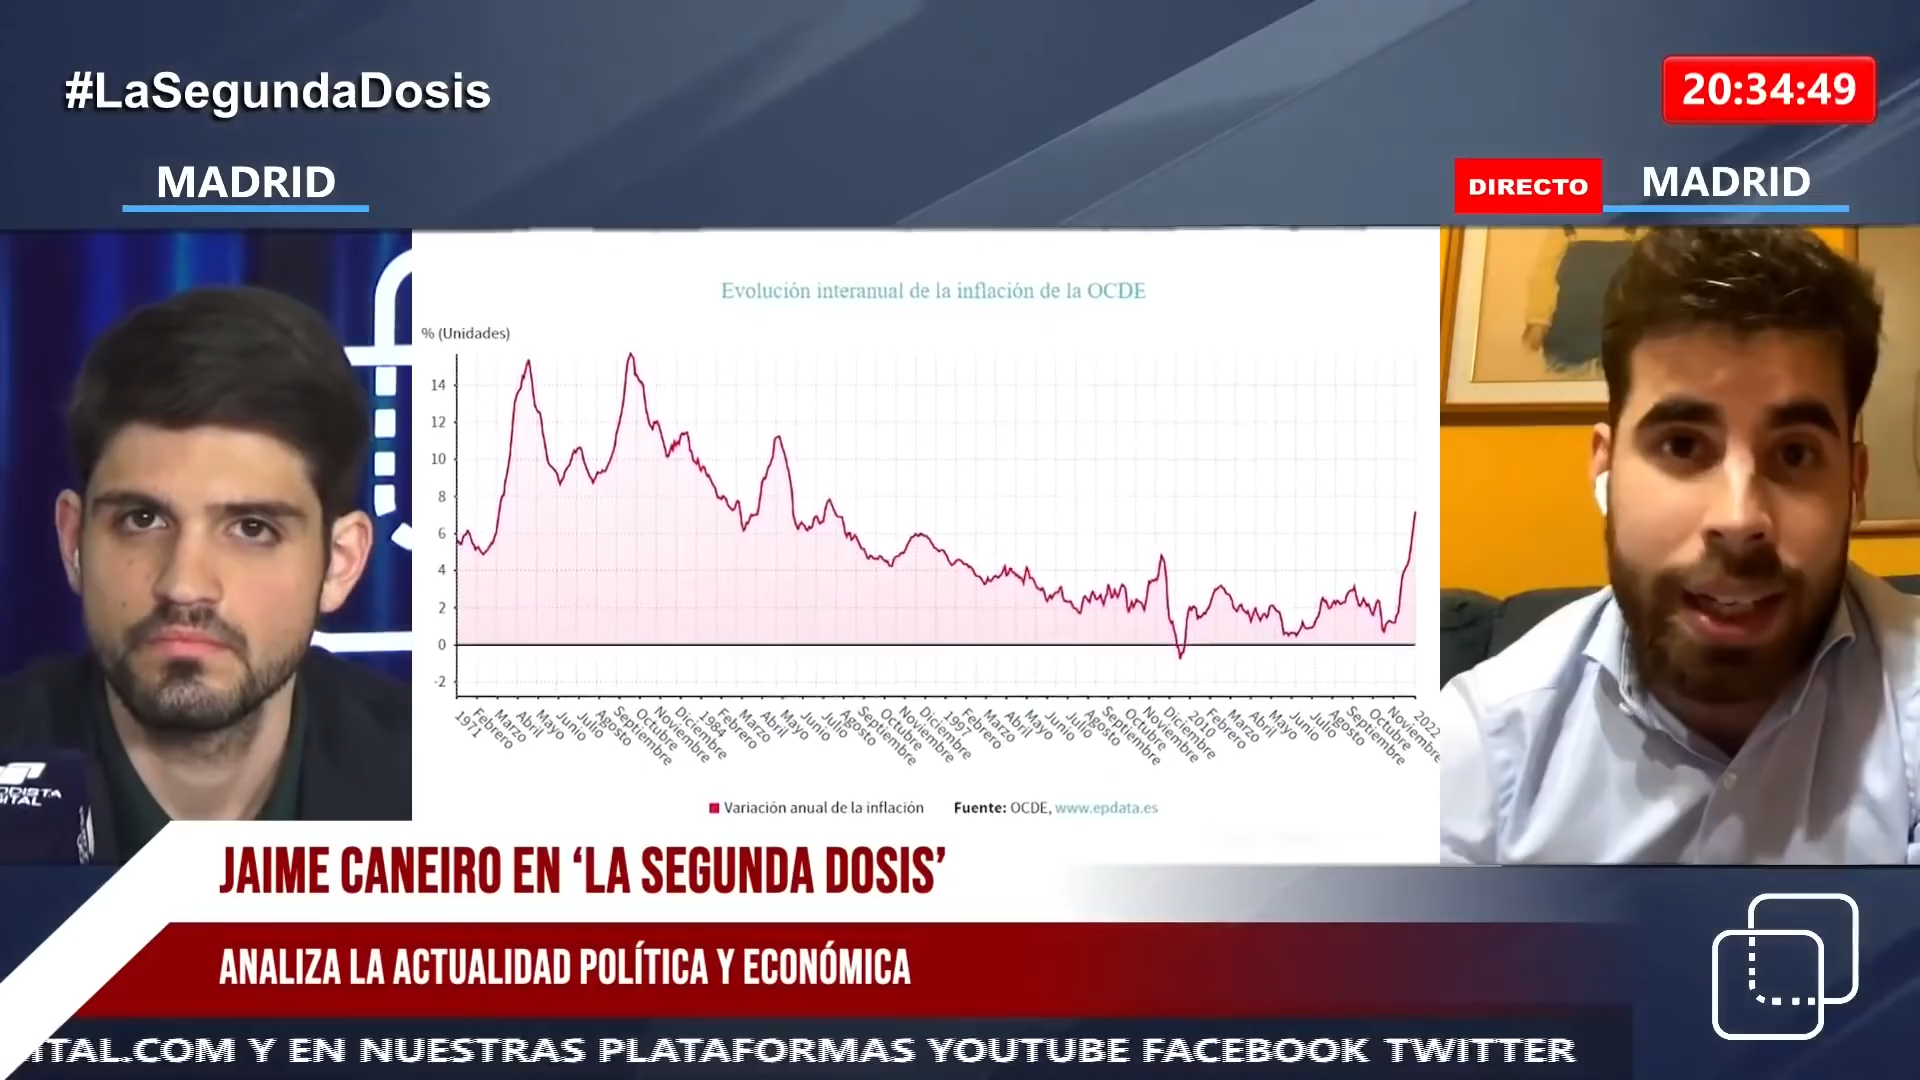 #LaSegundaDosis
20:34:49
MADRID
DIRECTO
MADRID
Evolución interanual de la inflación de la OCDE
% (Unidades)
14
12
10
8
6
4
2
0
-2
1971
Febrero
Marzo
Abril
Mayo
Junio
Julio
Agosto
Septiembre
Octubre
Noviembre
Diciembre
1984
Febrero
Marzo
Abril
Mayo
Junio
Julio
Agosto
Septiembre
Octubre
Noviembre
Diciembre
1997
Febrero
Marzo
Abril
Mayo
Junio
Julio
Agosto
Septiembre
Octubre
Noviembre
Diciembre
2010
Febrero
Marzo
Abril
Mayo
Junio
Julio
Agosto
Septiembre
Octubre
Noviembre
2022
Variación anual de la inflación Fuente: OCDE, www.epdata.es
JAIME CANEIRO EN ‘LA SEGUNDA DOSIS’
ANALIZA LA ACTUALIDAD POLÍTICA Y ECONÓMICA
ITAL.COM Y EN NUESTRAS PLATAFORMAS YOUTUBE FACEBOOK TWITTER